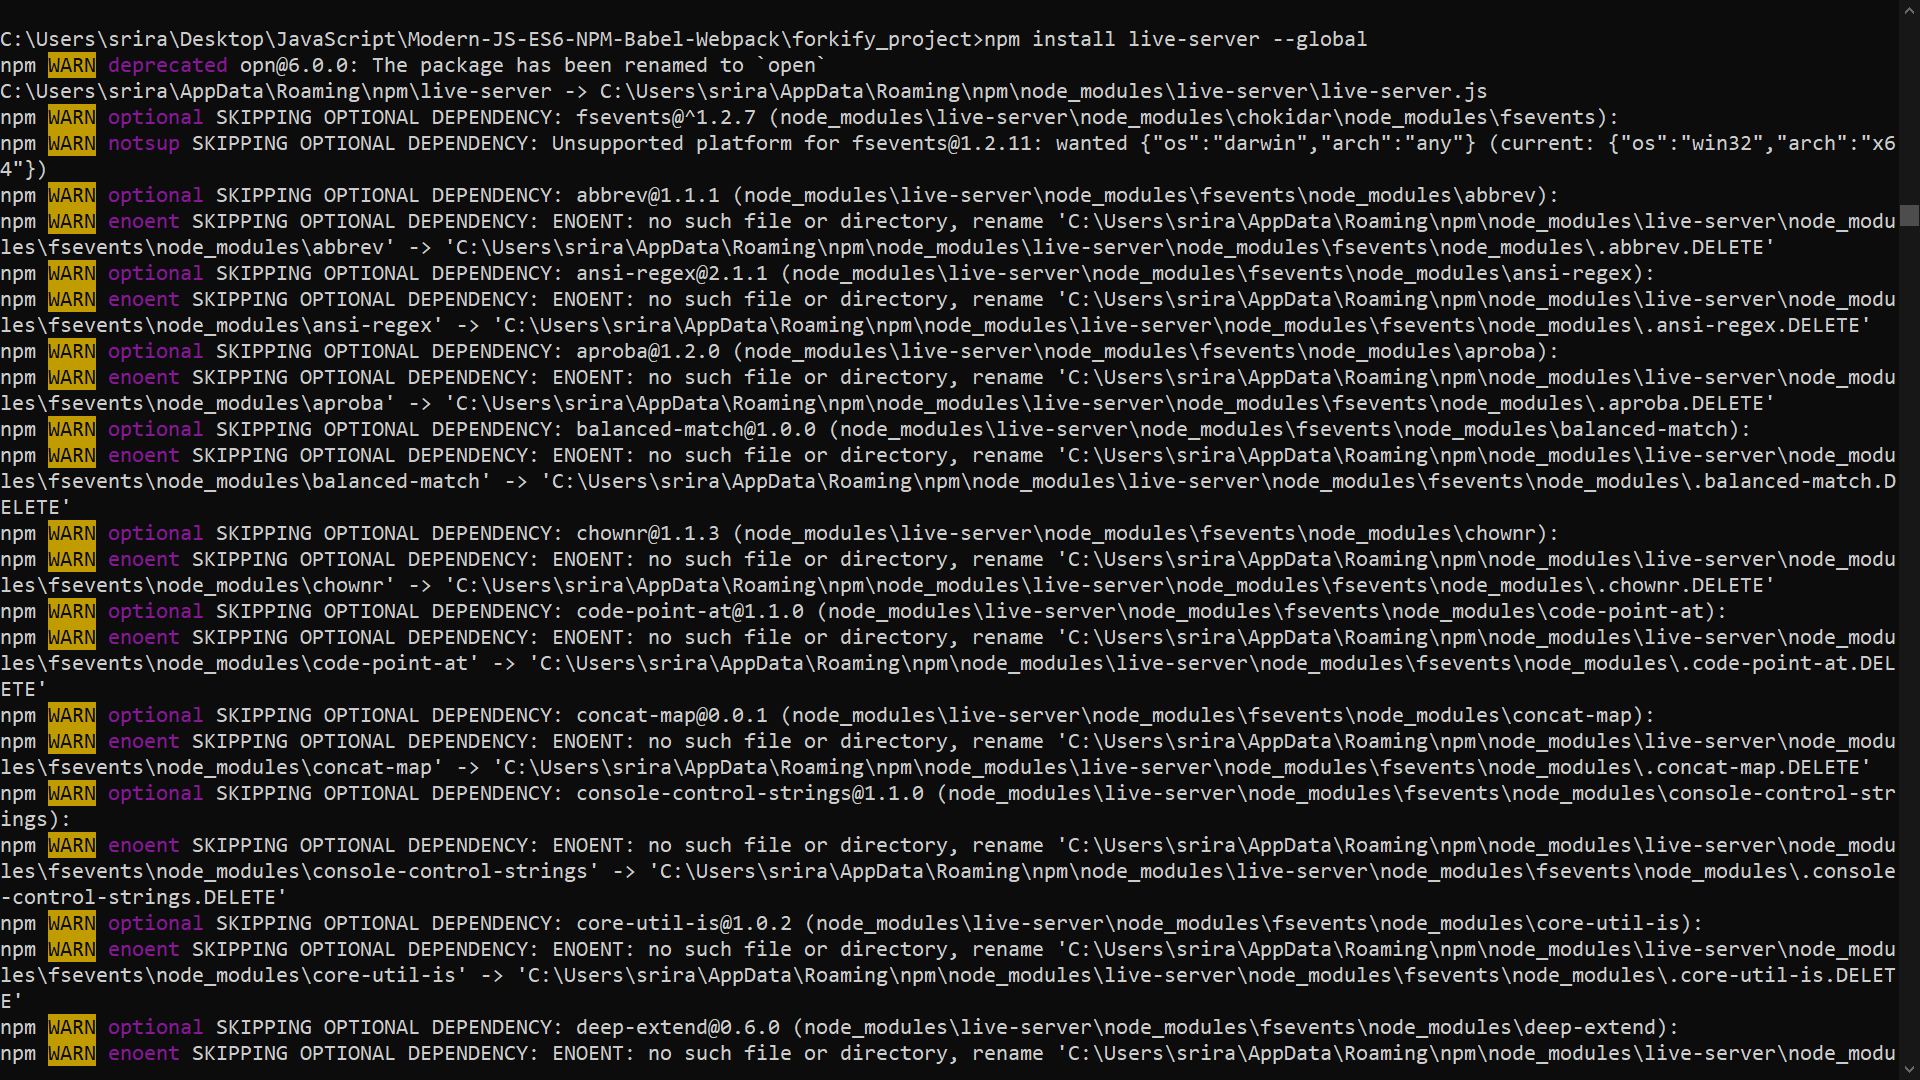 C:\Users\srira\Desktop\JavaScript\Modern-JS-ES6-NPM-Babel-Webpack\forkify_project>npm install live-server --global
npm WARN deprecated opn@6.0.0: The package has been renamed to `open`
C:\Users\srira\AppData\Roaming\npm\live-server -> C:\Users\srira\AppData\Roaming\npm\node_modules\live-server\live-server.js
npm WARN optional SKIPPING OPTIONAL DEPENDENCY: fsevents@^1.2.7 (node_modules\live-server\node_modules\chokidar\node_modules\fsevents):
npm WARN notsup SKIPPING OPTIONAL DEPENDENCY: Unsupported platform for fsevents@1.2.11: wanted {"os":"darwin","arch":"any"} (current: {"os":"win32","arch":"x6
4"})
npm WARN optional SKIPPING OPTIONAL DEPENDENCY: abbrev@1.1.1 (node_modules\live-server\node_modules\fsevents\node_modules\abbrev):
npm WARN enoent SKIPPING OPTIONAL DEPENDENCY: ENOENT: no such file or directory, rename 'C:\Users\srira\AppData\Roaming\npm\node_modules\live-server\node_modu
les\fsevents\node_modules\abbrev' -> 'C:\Users\srira\AppData\Roaming\npm\node_modules\live-server\node_modules\fsevents\node_modules\.abbrev.DELETE'
npm WARN optional SKIPPING OPTIONAL DEPENDENCY: ansi-regex@2.1.1 (node_modules\live-server\node_modules\fsevents\node_modules\ansi-regex):
npm WARN enoent SKIPPING OPTIONAL DEPENDENCY: ENOENT: no such file or directory, rename 'C:\Users\srira\AppData\Roaming\npm\node_modules\live-server\node_modu
les\fsevents\node_modules\ansi-regex' -> 'C:\Users\srira\AppData\Roaming\npm\node_modules\live-server\node_modules\fsevents\node_modules\.ansi-regex.DELETE'
npm WARN optional SKIPPING OPTIONAL DEPENDENCY: aproba@1.2.0 (node_modules\live-server\node_modules\fsevents\node_modules\aproba):
npm WARN enoent SKIPPING OPTIONAL DEPENDENCY: ENOENT: no such file or directory, rename 'C:\Users\srira\AppData\Roaming\npm\node_modules\live-server\node_modu
les\fsevents\node_modules\aproba' -> 'C:\Users\srira\AppData\Roaming\npm\node_modules\live-server\node_modules\fsevents\node_modules\.aproba.DELETE'
npm WARN optional SKIPPING OPTIONAL DEPENDENCY: balanced-match@1.0.0 (node_modules\live-server\node_modules\fsevents\node_modules\balanced-match):
npm WARN enoent SKIPPING OPTIONAL DEPENDENCY: ENOENT: no such file or directory, rename 'C:\Users\srira\AppData\Roaming\npm\node_modules\live-server\node_modu
les\fsevents\node_modules\balanced-match' -> 'C:\Users\srira\AppData\Roaming\npm\node_modules\live-server\node_modules\fsevents\node_modules\.balanced-match.D
ELETE'
npm WARN optional SKIPPING OPTIONAL DEPENDENCY: chownr@1.1.3 (node_modules\live-server\node_modules\fsevents\node_modules\chownr):
npm WARN enoent SKIPPING OPTIONAL DEPENDENCY: ENOENT: no such file or directory, rename 'C:\Users\srira\AppData\Roaming\npm\node_modules\live-server\node_modu
les\fsevents\node_modules\chownr' -> 'C:\Users\srira\AppData\Roaming\npm\node_modules\live-server\node_modules\fsevents\node_modules\.chownr.DELETE'
npm WARN optional SKIPPING OPTIONAL DEPENDENCY: code-point-at@1.1.0 (node_modules\live-server\node_modules\fsevents\node_modules\code-point-at):
npm WARN enoent SKIPPING OPTIONAL DEPENDENCY: ENOENT: no such file or directory, rename 'C:\Users\srira\AppData\Roaming\npm\node_modules\live-server\node_modu
les\fsevents\node_modules\code-point-at' -> 'C:\Users\srira\AppData\Roaming\npm\node_modules\live-server\node_modules\fsevents\node_modules\.code-point-at.DEL
ETE'
npm WARN optional SKIPPING OPTIONAL DEPENDENCY: concat-map@0.0.1 (node_modules\live-server\node_modules\fsevents\node_modules\concat-map):
npm WARN enoent SKIPPING OPTIONAL DEPENDENCY: ENOENT: no such file or directory, rename 'C:\Users\srira\AppData\Roaming\npm\node_modules\live-server\node_modu
les\fsevents\node_modules\concat-map' -> 'C:\Users\srira\AppData\Roaming\npm\node_modules\live-server\node_modules\fsevents\node_modules\.concat-map.DELETE'
npm WARN optional SKIPPING OPTIONAL DEPENDENCY: console-control-strings@1.1.0 (node_modules\live-server\node_modules\fsevents\node_modules\console-control-str
ings):
npm WARN enoent SKIPPING OPTIONAL DEPENDENCY: ENOENT: no such file or directory, rename 'C:\Users\srira\AppData\Roaming\npm\node_modules\live-server\node_modu
les\fsevents\node_modules\console-control-strings' -> 'C:\Users\srira\AppData\Roaming\npm\node_modules\live-server\node_modules\fsevents\node_modules\.console
-control-strings.DELETE'
npm WARN optional SKIPPING OPTIONAL DEPENDENCY: core-util-is@1.0.2 (node_modules\live-server\node_modules\fsevents\node_modules\core-util-is):
npm WARN enoent SKIPPING OPTIONAL DEPENDENCY: ENOENT: no such file or directory, rename 'C:\Users\srira\AppData\Roaming\npm\node_modules\live-server\node_modu
les\fsevents\node_modules\core-util-is' -> 'C:\Users\srira\AppData\Roaming\npm\node_modules\live-server\node_modules\fsevents\node_modules\.core-util-is.DELET
E'
npm WARN optional SKIPPING OPTIONAL DEPENDENCY: deep-extend@0.6.0 (node_modules\live-server\node_modules\fsevents\node_modules\deep-extend):
npm WARN enoent SKIPPING OPTIONAL DEPENDENCY: ENOENT: no such file or directory, rename 'C:\Users\srira\AppData\Roaming\npm\node_modules\live-server\node_modu